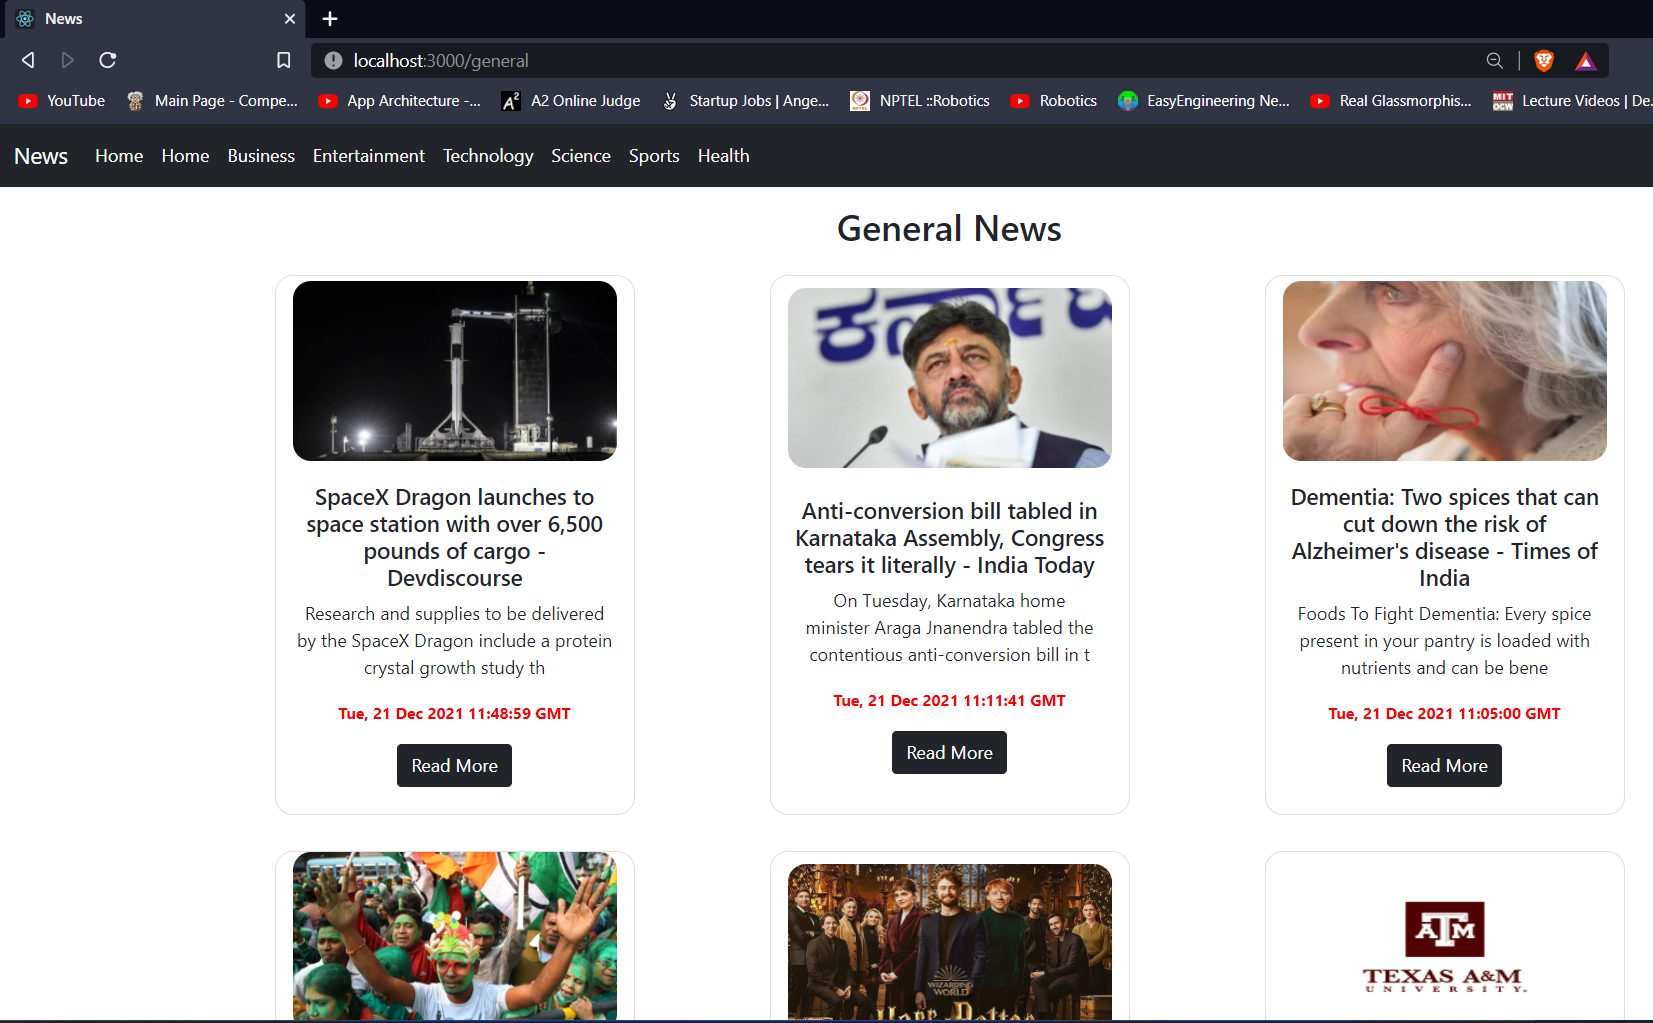 News
localhost:3000/general
YouTube
Main Page - Compe...
App Architecture -...
A2 Online Judge
Startup Jobs | Ange...
NPTEL ::Robotics
Robotics
EasyEngineering Ne...
Real Glassmorphis...
MIT OCW
Lecture Videos | De...
News Home Home Business Entertainment Technology Science Sports Health
General News
ಕರ್ನಾಟ
SpaceX Dragon launches to
space station with over 6,500
pounds of cargo -
Devdiscourse
Research and supplies to be delivered
by the SpaceX Dragon include a protein
crystal growth study th
Tue, 21 Dec 2021 11:48:59 GMT
Read More
Anti-conversion bill tabled in
Karnataka Assembly, Congress
tears it literally - India Today
On Tuesday, Karnataka home
minister Araga Jnanendra tabled the
contentious anti-conversion bill in t
Tue, 21 Dec 2021 11:11:41 GMT
Read More
Dementia: Two spices that can
cut down the risk of
Alzheimer's disease - Times of
India
Foods To Fight Dementia: Every spice
present in your pantry is loaded with
nutrients and can be bene
Tue, 21 Dec 2021 11:05:00 GMT
Read More
WIZARDING
WORLD
Harry Potter
ATM
TEXAS A&M
UNIVERSITY.